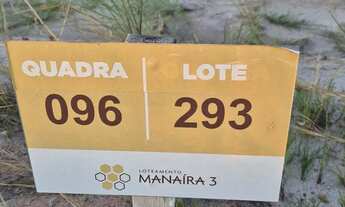 QUADRA LOTE
096 293
LOTEAMENTO
MANAÍRA 3